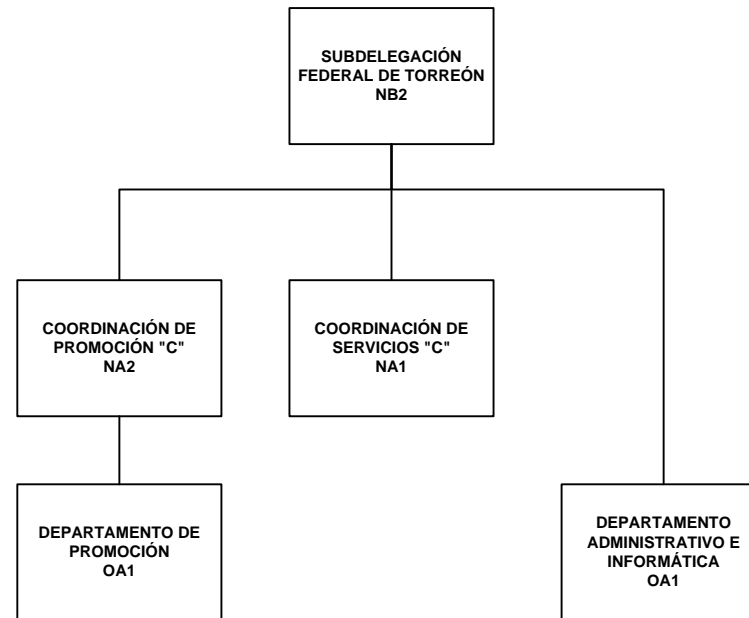 SUBDELEGACIÓN
FEDERAL DE TORREÓN
NB2
COORDINACIÓN DE
PROMOCIÓN "C"
NA2
COORDINACIÓN DE
SERVICIOS "C"
NA1
DEPARTAMENTO DE
PROMOCIÓN
OA1
DEPARTAMENTO
ADMINISTRATIVO E
INFORMÁTICA
OA1